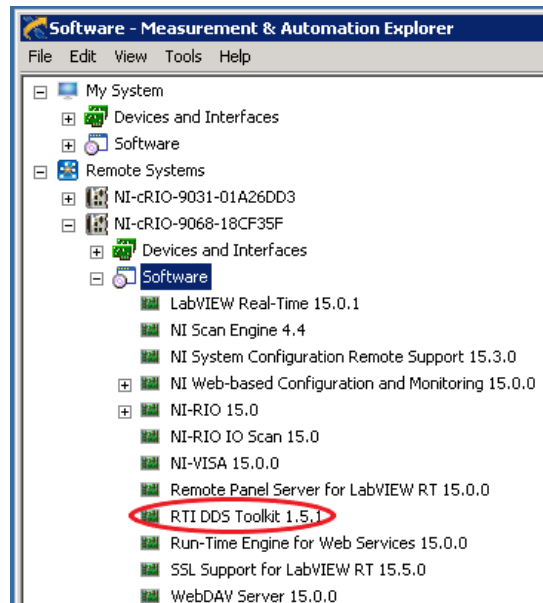 Software - Measurement & Automation Explorer
File Edit View Tools Help
My System
Devices and Interfaces
Software
Remote Systems
NI-cRIO-9031-01A26DD3
NI-cRIO-9068-18CF35F
Devices and Interfaces
Software
LabVIEW Real-Time 15.0.1
NI Scan Engine 4.4
NI System Configuration Remote Support 15.3.0
NI Web-based Configuration and Monitoring 15.0.0
NI-RIO 15.0
NI-RIO IO Scan 15.0
NI-VISA 15.0.0
Remote Panel Server for LabVIEW RT 15.0.0
RTI DDS Toolkit 1.5.1
Run-Time Engine for Web Services 15.0.0
SSL Support for LabVIEW RT 15.5.0
WebDAV Server 15.0.0